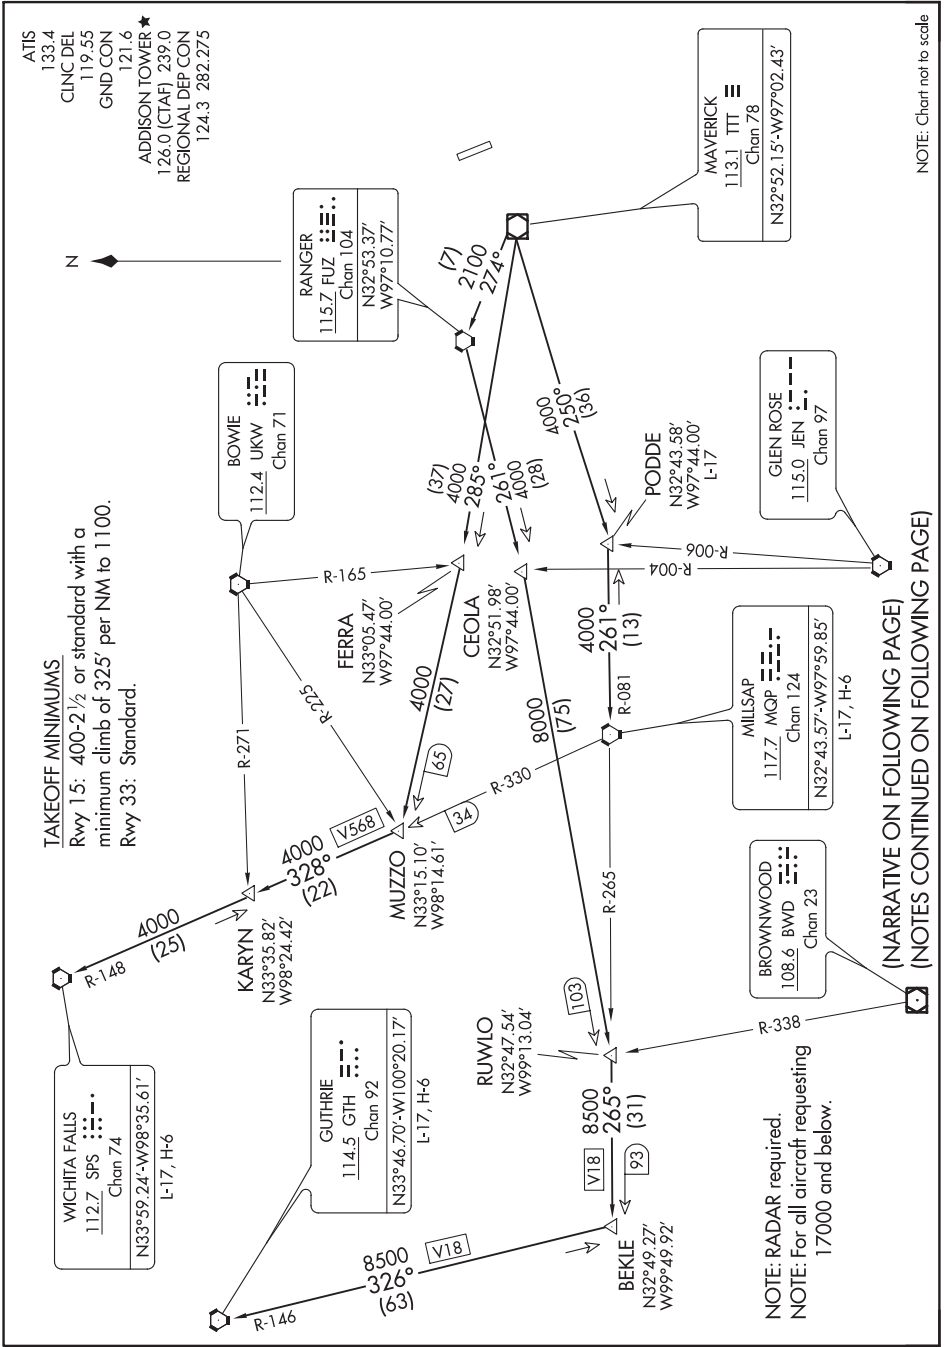 TAKEOFF MINIMUMS
Rwy 15: 400-2½ or standard with a
minimum climb of 325' per NM to 1100.
Rwy 33: Standard.
ATIS
133.4
CLNC DEL
119.55
GND CON
121.6
ADDISON TOWER★
126.0 (CTAF) 239.0
REGIONAL DEP CON
124.3 282.275
N
WICHITA FALLS
112.7 SPS
Chan 74
N33°59.24'-W98°35.61'
L-17, H-6
R-148
4000
(25)
KARYN
N33°35.82'
W98°24.42'
R-271
4000
328°
(22)
V568
MUZZO
N33°15.10'
W98°14.61'
R-225
65
34
4000
(27)
BOWIE
112.4 UKW
Chan 71
R-165
FERRA
N33°05.47'
W97°44.00'
(37)
4000
285°
RANGER
115.7 FUZ
Chan 104
N32°53.37'
W97°10.77'
(7)
2100
274°
261°
4000
(28)
CEOLA
N32°51.98'
W97°44.00'
8000
(75)
MAVERICK
113.1 TTT
Chan 78
N32°52.15'-W97°02.43'
4000
250°
(36)
PODDE
N32°43.58'
W97°44.00'
L-17
4000
261°
(13)
R-081
R-330
R-265
R-006
R-004
GLEN ROSE
115.0 JEN
Chan 97
MILLSAP
117.7 MQP
Chan 124
N32°43.57'-W97°59.85'
L-17, H-6
GUTHRIE
114.5 GTH
Chan 92
N33°46.70'-W100°20.17'
L-17, H-6
R-146
8500
326°
(63)
V18
BEKLE
N32°49.27'
W99°49.92'
V18
8500
265°
(31)
93
RUWLO
N32°47.54'
W99°13.04'
103
R-338
BROWNWOOD
108.6 BWD
Chan 23
NOTE: RADAR required.
NOTE: For all aircraft requesting
17000 and below.
(NARRATIVE ON FOLLOWING PAGE)
(NOTES CONTINUED ON FOLLOWING PAGE)
NOTE: Chart not to scale